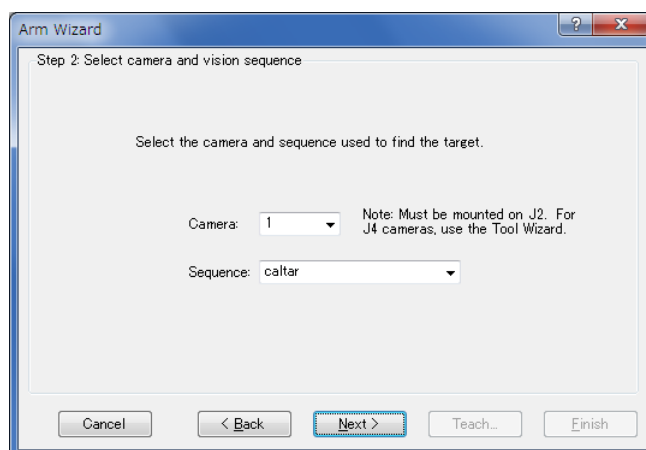 Arm Wizard
?
Step 2: Select camera and vision sequence
Select the camera and sequence used to find the target.
Camera: 1
Note: Must be mounted on J2. For
J4 cameras, use the Tool Wizard.
Sequence: caltar
Cancel < Back Next > Teach... Finish